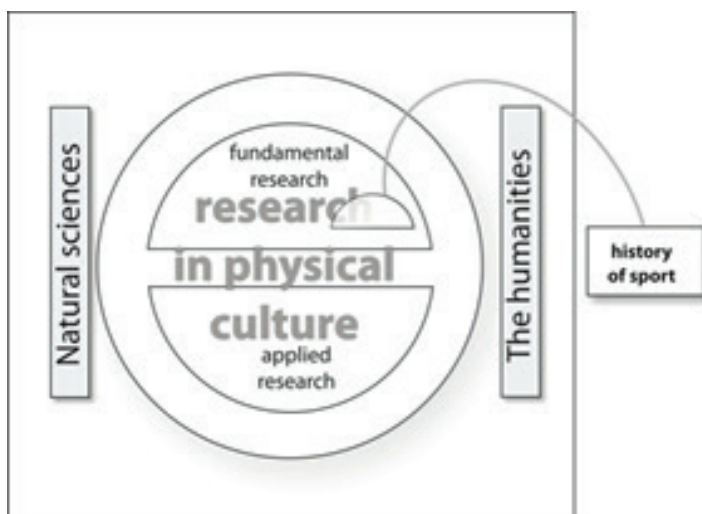 Natural sciences
fundamental
research
research
in physical
culture
applied
research
The humanities
history
of sport